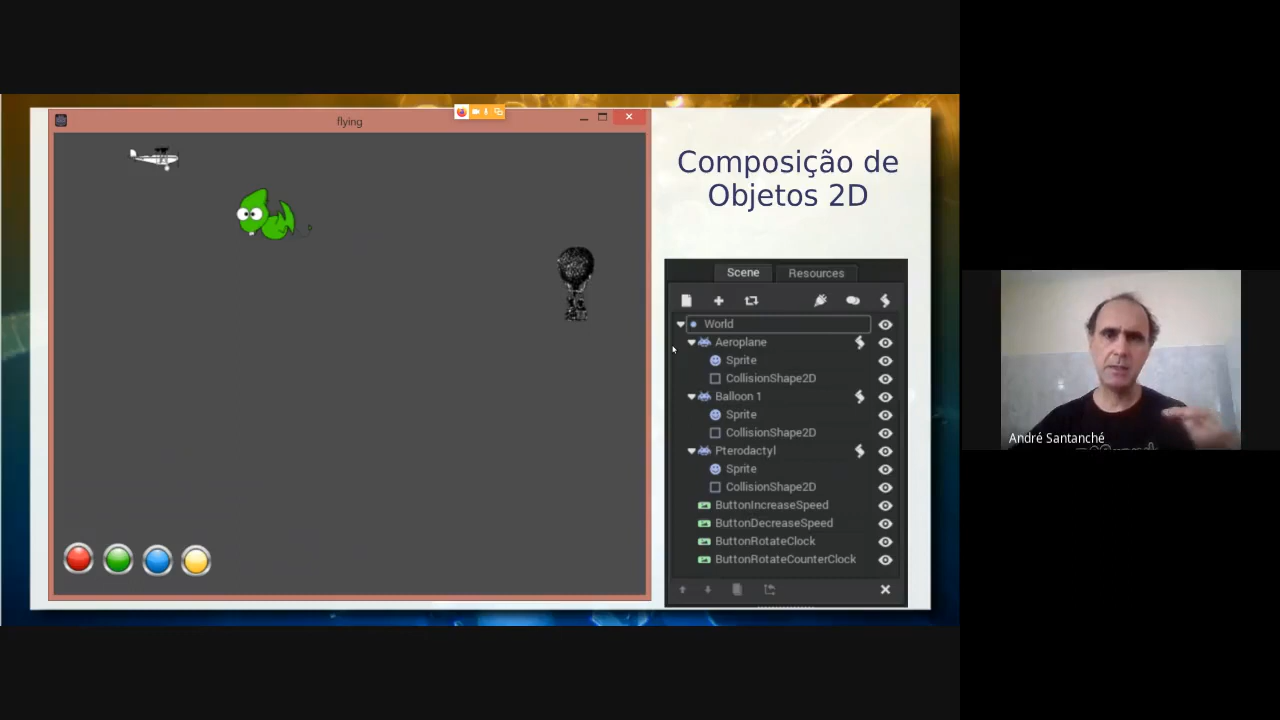 flying
Composição de
Objetos 2D
Scene
Resources
World
Aeroplane
Sprite
CollisionShape2D
Balloon 1
Sprite
CollisionShape2D
Pterodactyl
Sprite
CollisionShape2D
ButtonIncreaseSpeed
ButtonDecreaseSpeed
ButtonRotateClock
ButtonRotateCounterClock
André Santanché